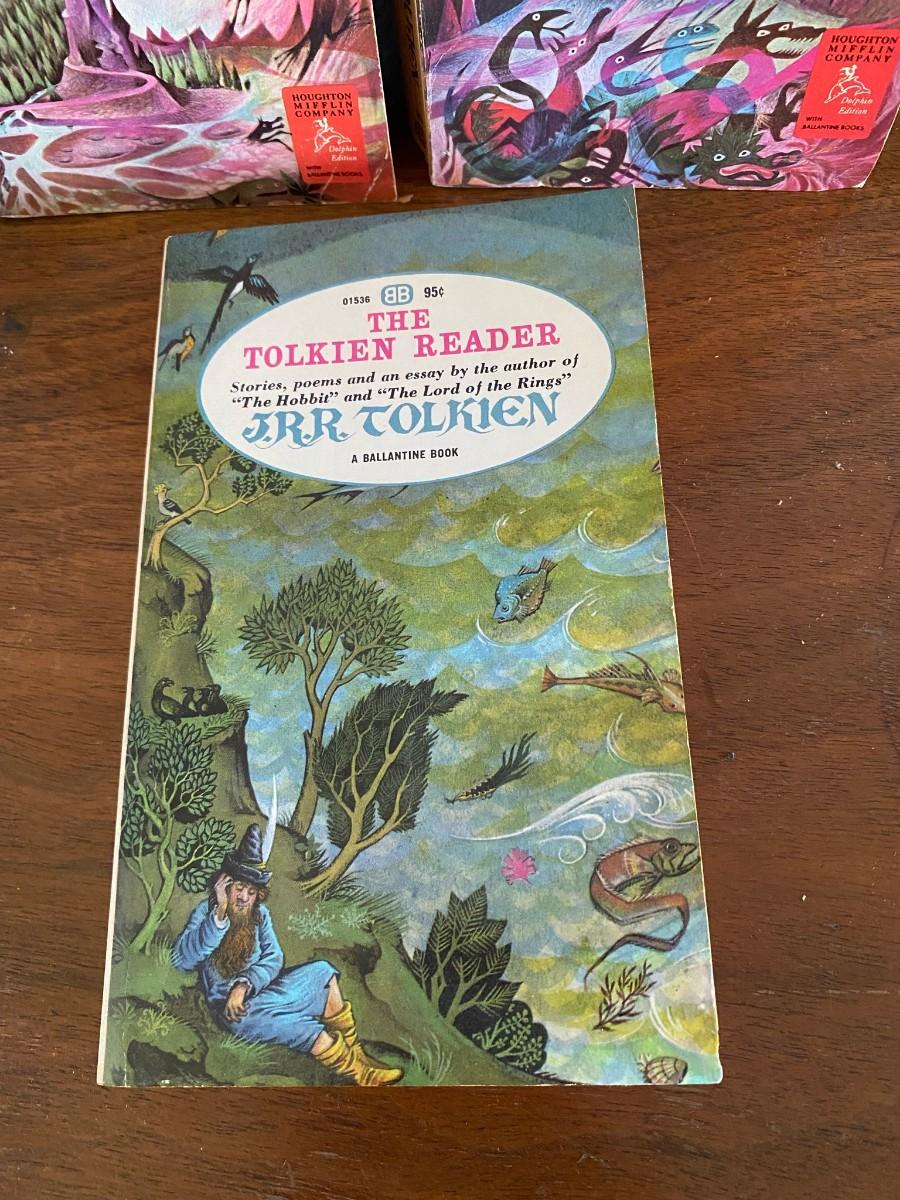 HOUGHTON
MIFFLIN
COMPANY
Dolphin
Edition
WITH
BALLANTINE BOOKS
HOUGHTON
MIFFLIN
COMPANY
Dolphin
Edition
WITH
BALLANTINE BOOKS
01536 BB 95¢
THE
TOLKIEN READER
Stories, poems and an essay by the author of
“The Hobbit” and “The Lord of the Rings”
J.R.R. TOLKIEN
A BALLANTINE BOOK